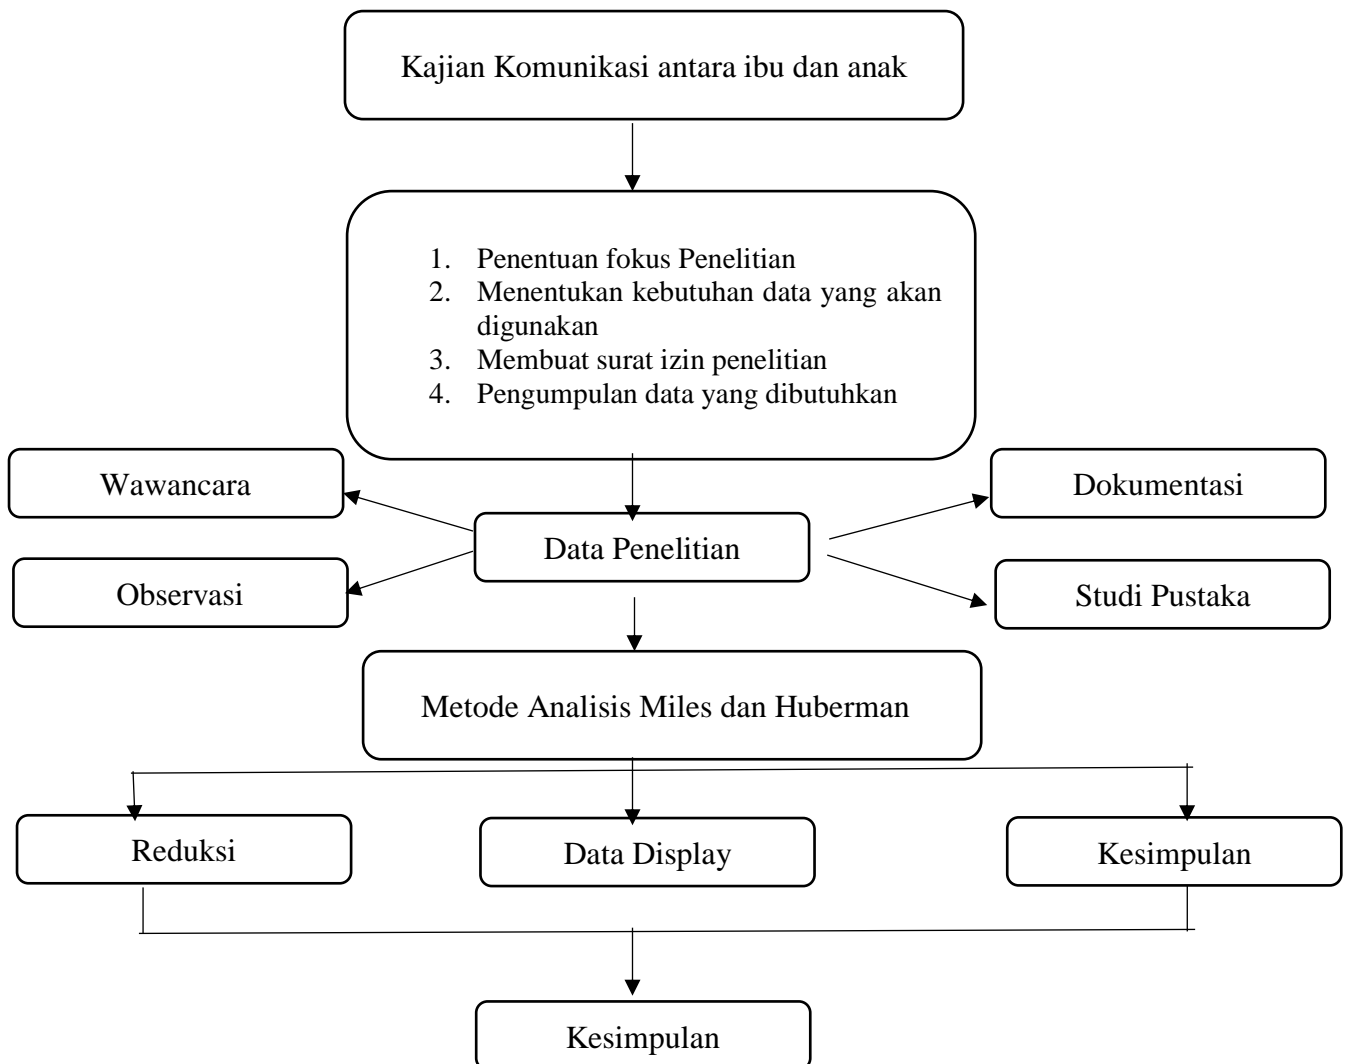 Kajian Komunikasi antara ibu dan anak
1. Penentuan fokus Penelitian
2. Menentukan kebutuhan data yang akan
digunakan
3. Membuat surat izin penelitian
4. Pengumpulan data yang dibutuhkan
Wawancara
Dokumentasi
Data Penelitian
Observasi
Studi Pustaka
Metode Analisis Miles dan Huberman
Reduksi
Data Display
Kesimpulan
Kesimpulan